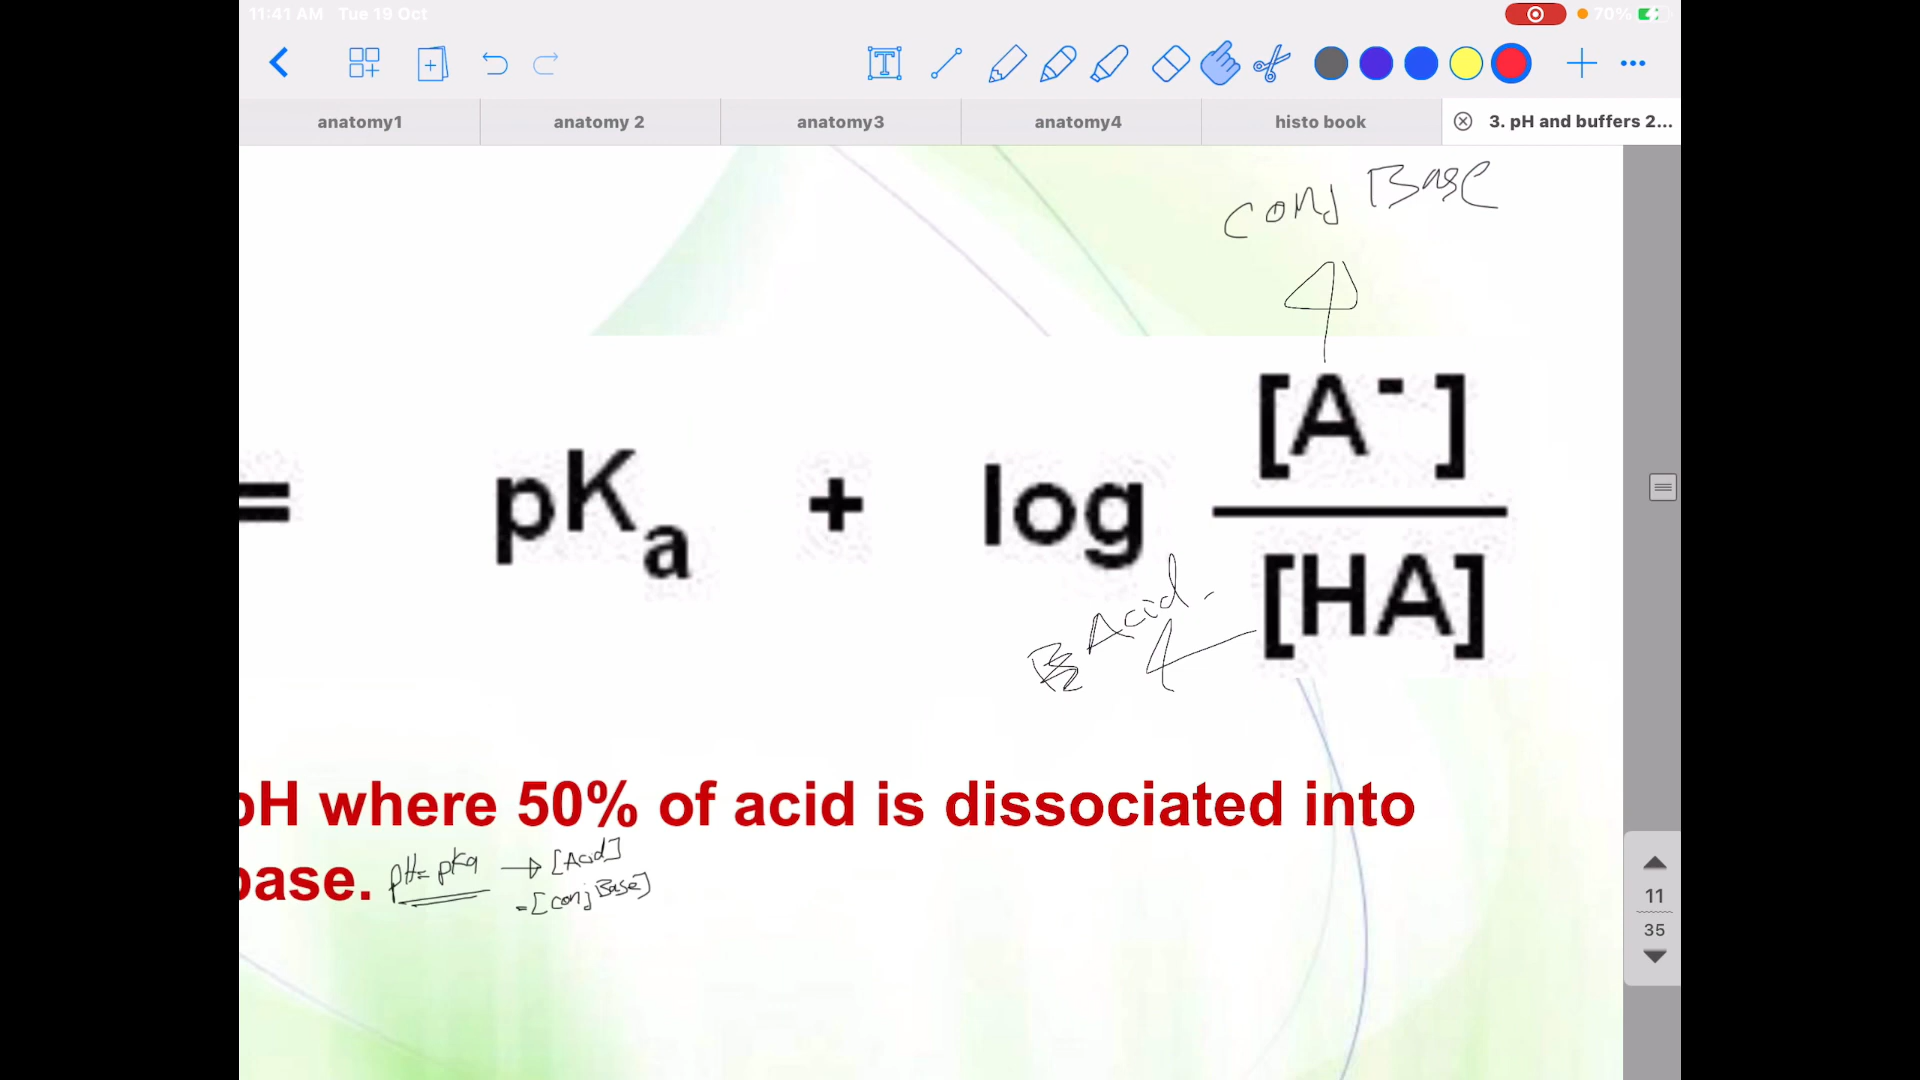 11:41 AM Tue 19 Oct
70%
T
anatomy1
anatomy 2
anatomy3
anatomy4
histo book
3. pH and buffers 2...
conj Base
= pKa + log [A-]
[HA]
Acid
pH where 50% of acid is dissociated into
base. pH = pKa → [Acid]
= [conj Base]
11
35